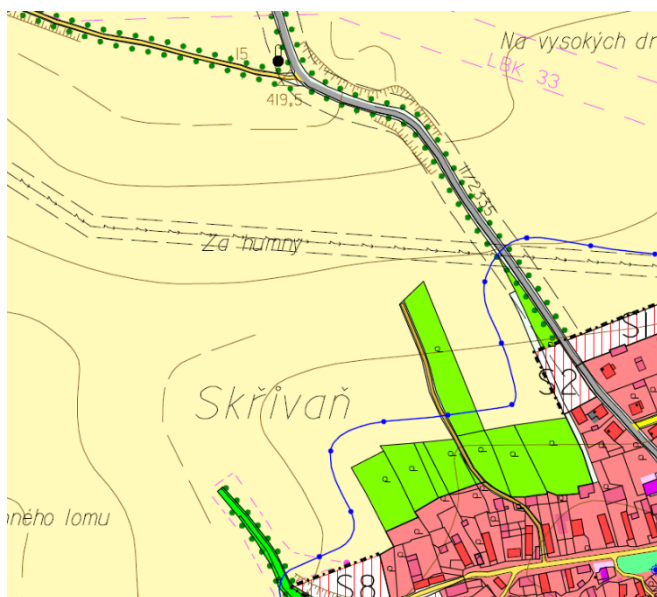 Na vysokých dr
LBK 33
15
419,5
II/2335
Za humny
S1
S2
Skřivaň
ného lomu
S8